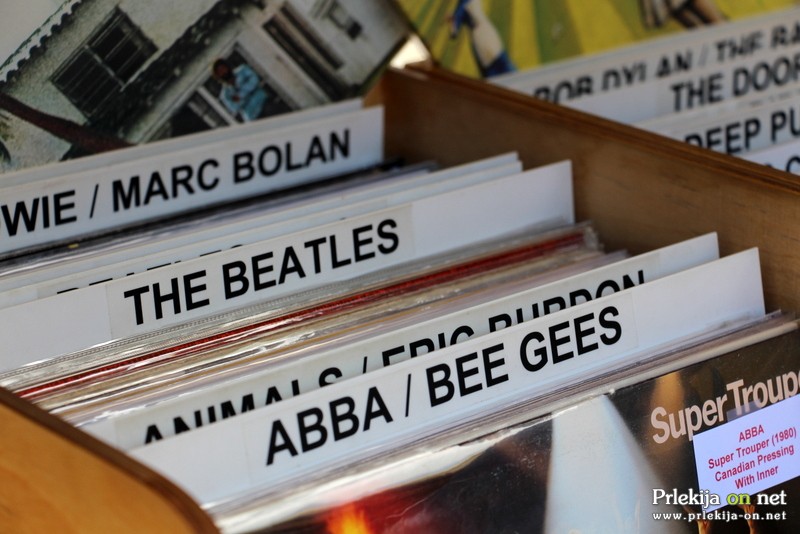 WIE / MARC BOLAN
THE BEATLES
ANIMALS / ERIC BURDON
ABBA / BEE GEES
BOB DYLAN / THE
THE DOOR
DEEP PU
Super Troupe
ABBA
Super Trouper (1980)
Canadian Pressing
With Inner
Prlekija on net
www.prlekija-on.net